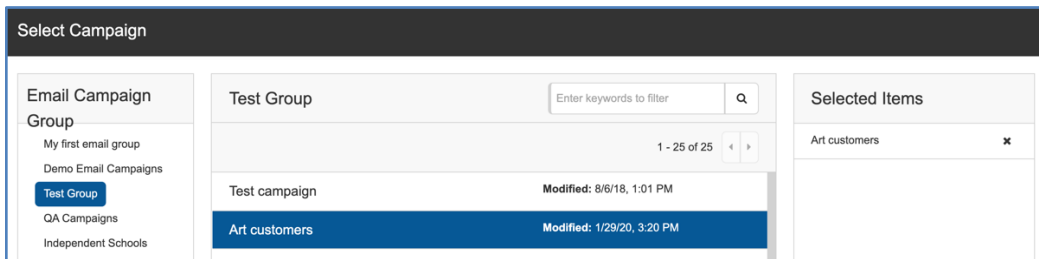 Select Campaign
Email Campaign
Group
My first email group
Demo Email Campaigns
Test Group
QA Campaigns
Independent Schools
Test Group
Enter keywords to filter
1 - 25 of 25
Test campaign Modified: 8/6/18, 1:01 PM
Art customers Modified: 1/29/20, 3:20 PM
Selected Items
Art customers